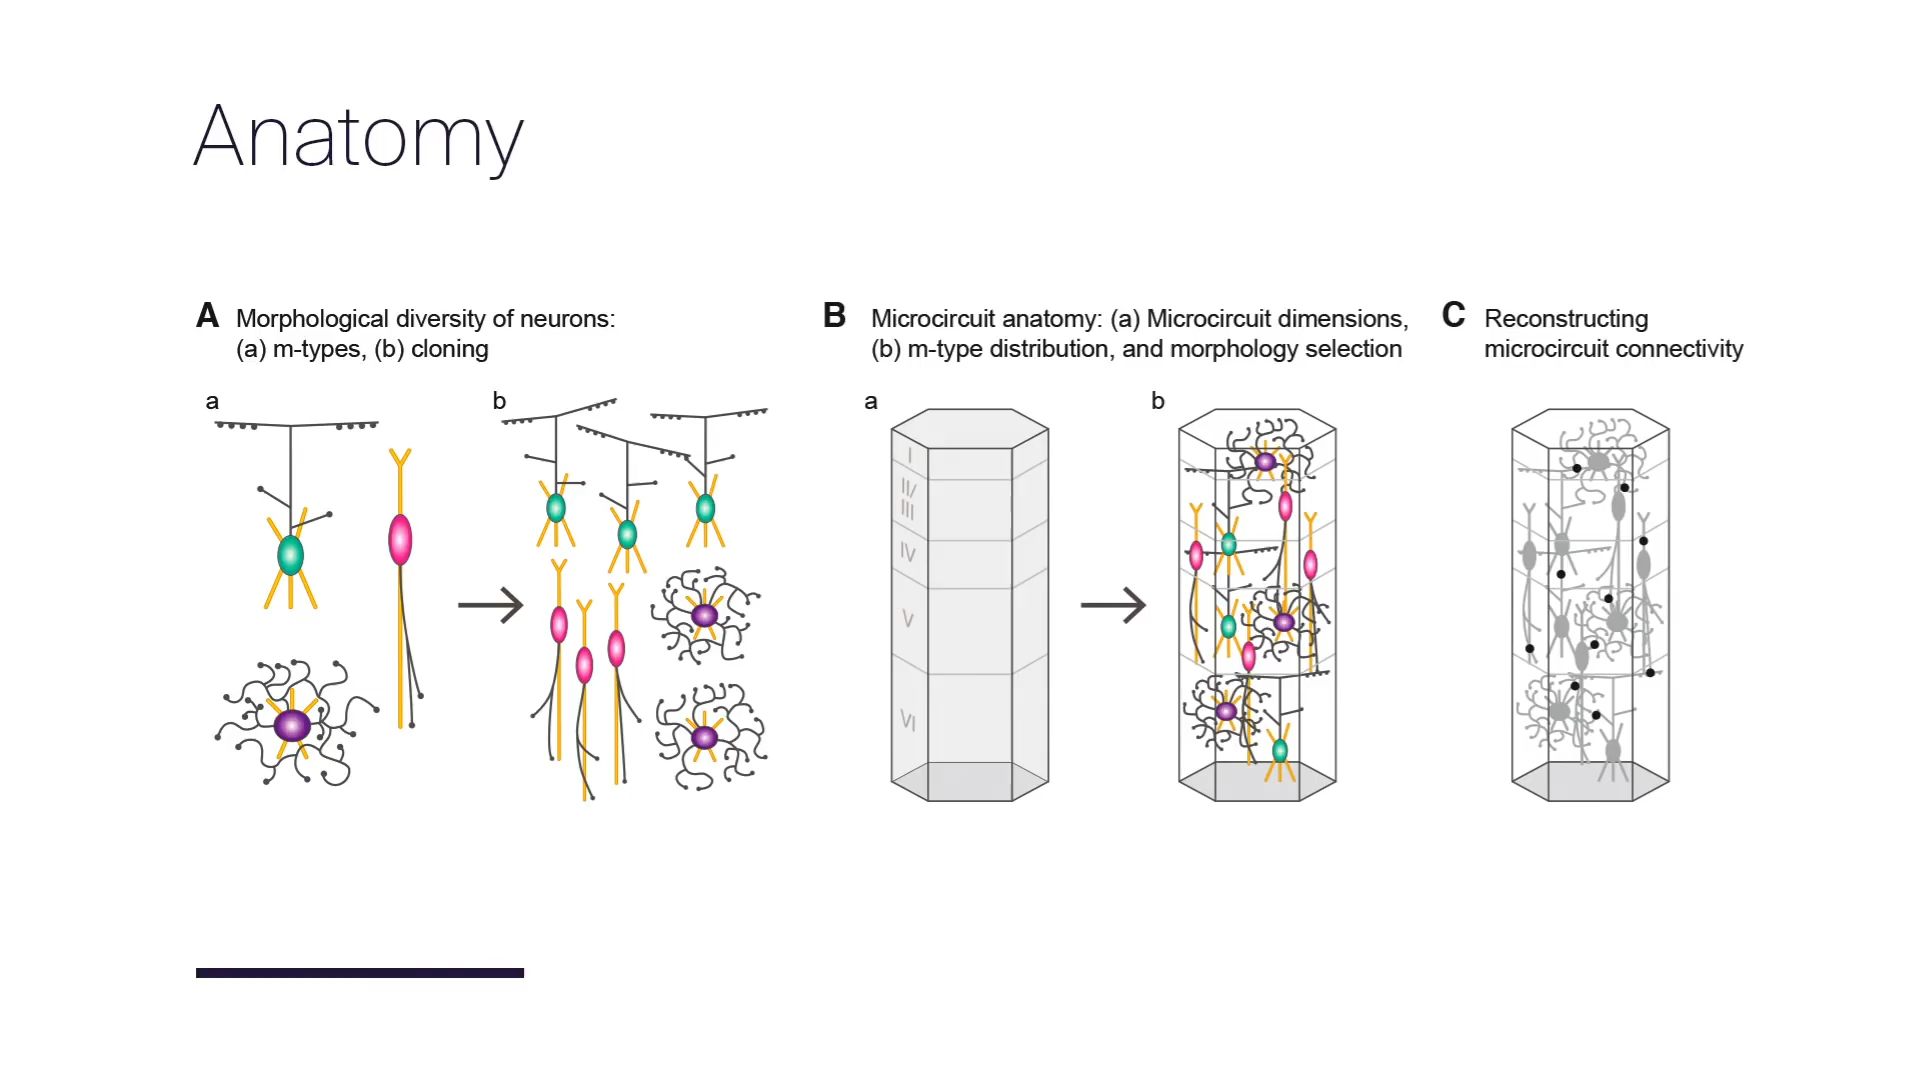 Anatomy
A Morphological diversity of neurons:
(a) m-types, (b) cloning
B Microcircuit anatomy: (a) Microcircuit dimensions,
(b) m-type distribution, and morphology selection
C Reconstructing
microcircuit connectivity
a
b
a
b
I
II/
III
IV
V
VI